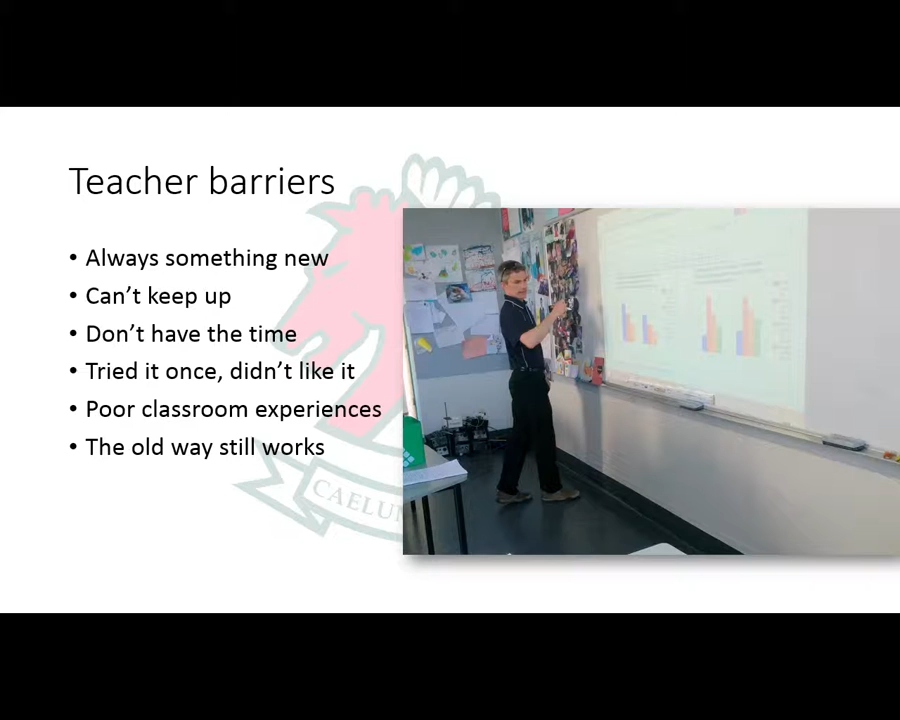 Teacher barriers
• Always something new
• Can’t keep up
• Don’t have the time
• Tried it once, didn’t like it
• Poor classroom experiences
• The old way still works
CAELUM